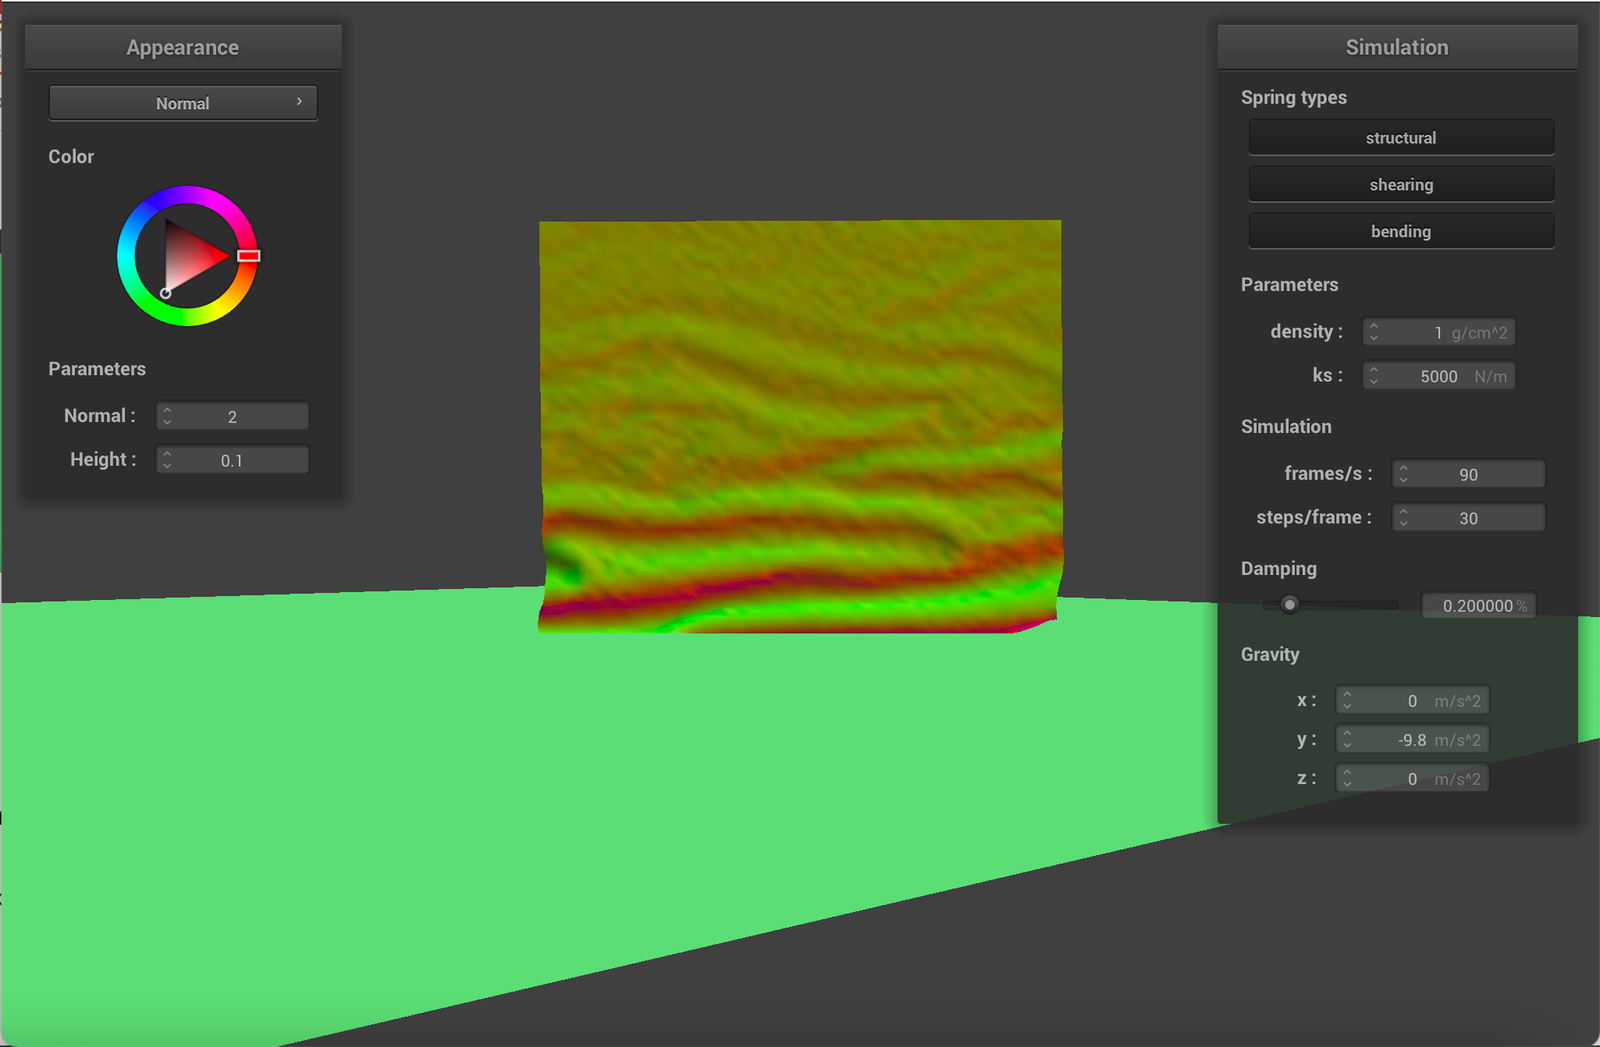 Appearance
Normal
Color
Parameters
Normal : 2
Height : 0.1
Simulation
Spring types
structural
shearing
bending
Parameters
density : 1 g/cm^2
ks : 5000 N/m
Simulation
frames/s : 90
steps/frame : 30
Damping
0.200000 %
Gravity
x : 0 m/s^2
y : -9.8 m/s^2
z : 0 m/s^2